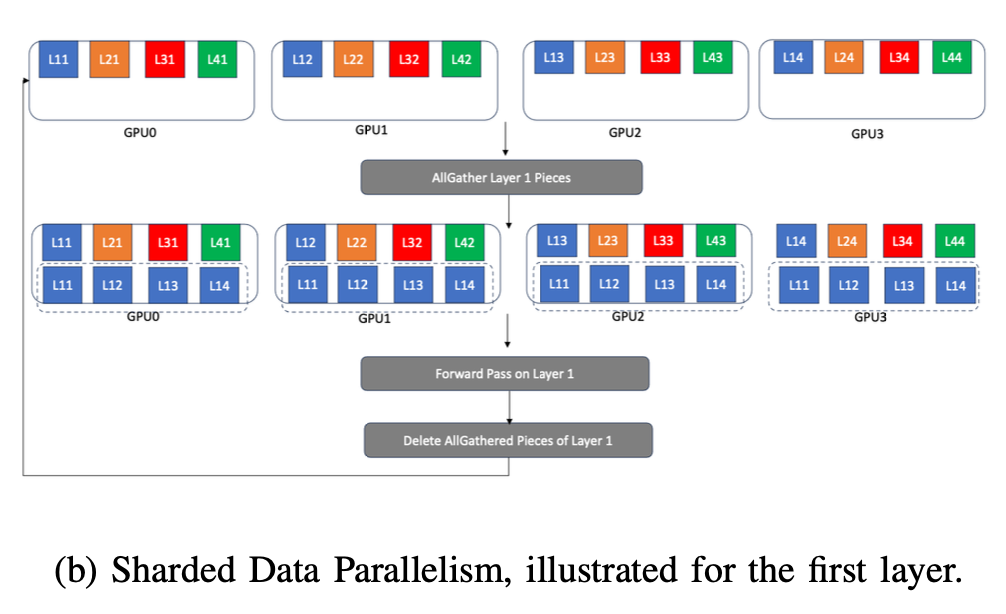 L11 L21 L31 L41 L12 L22 L32 L42 L13 L23 L33 L43 L14 L24 L34 L44
GPU0 GPU1 GPU2 GPU3
AllGather Layer 1 Pieces
L11 L21 L31 L41 L12 L22 L32 L42 L13 L23 L33 L43 L14 L24 L34 L44
L11 L12 L13 L14 L11 L12 L13 L14 L11 L12 L13 L14 L11 L12 L13 L14
GPU0 GPU1 GPU2 GPU3
Forward Pass on Layer 1
Delete AllGathered Pieces of Layer 1
(b) Sharded Data Parallelism, illustrated for the first layer.